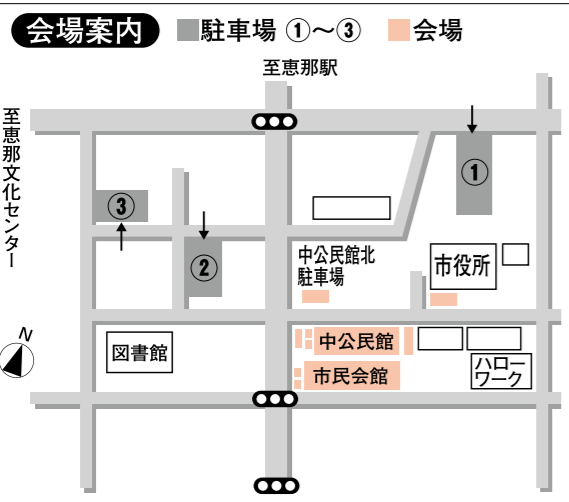 会場案内 駐車場 ①〜③ 会場
至恵那駅
至恵那文化センター
①
③
②
中公民館北
駐車場
市役所
N
図書館
中公民館
市民会館
ハロー
ワーク